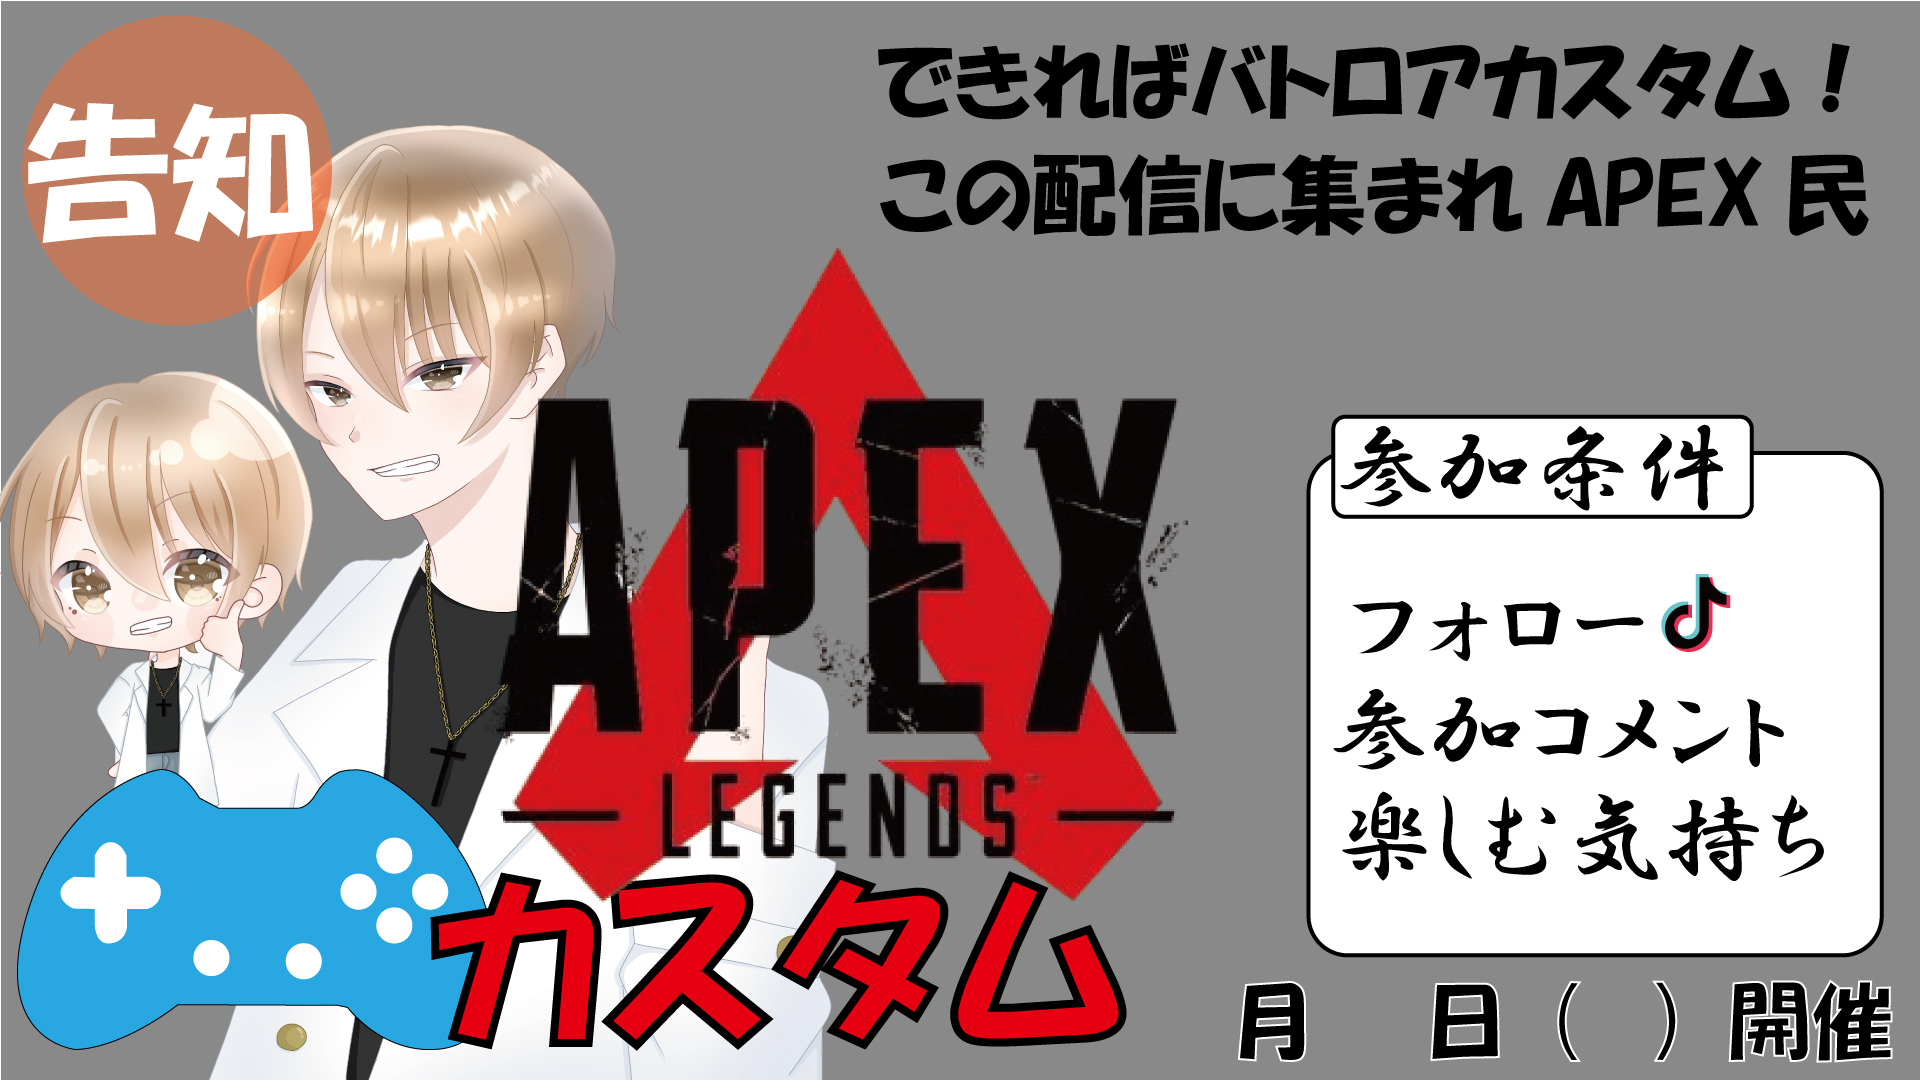 告知
できればバトロアカスタム！
この配信に集まれ APEX 民
APEX
LEGENDS
カスタム
参加条件
フォロー
参加コメント
楽しむ気持ち
月 日 ( ) 開催